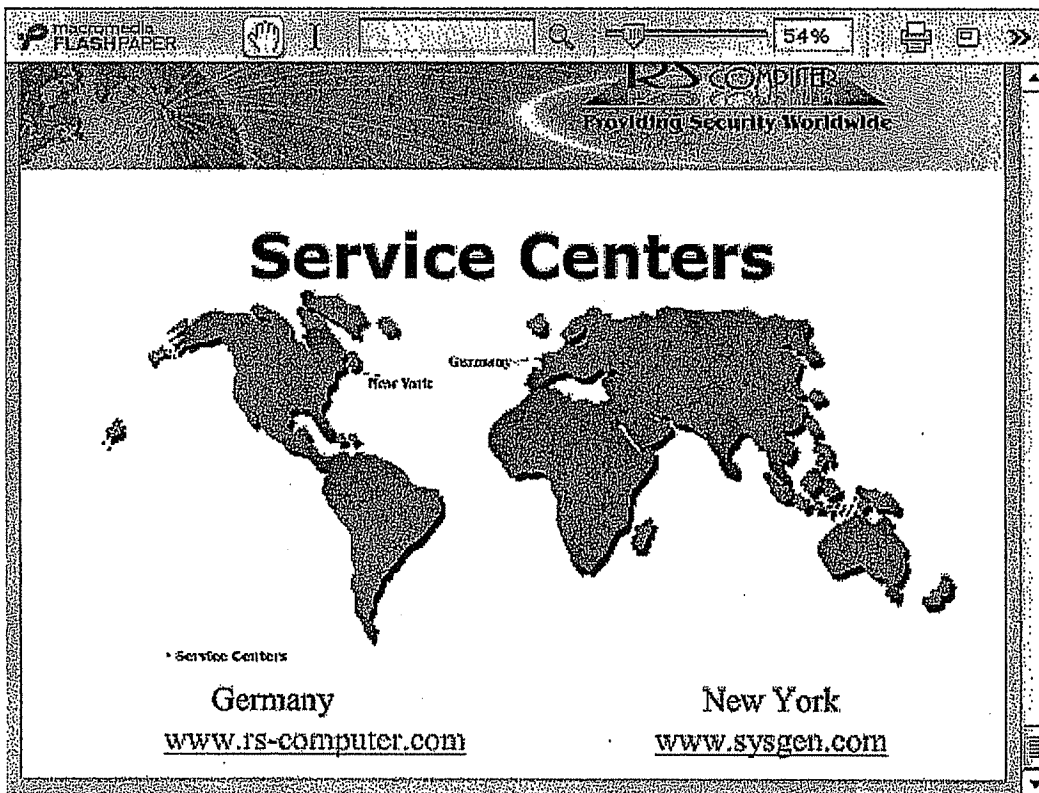 macromedia
FLASHPAPER
54%
RS COMPUTER
Providing Security Worldwide
Service Centers
Germany
New York
• Service Centers
Germany
New York
www.rs-computer.com
www.sysgen.com